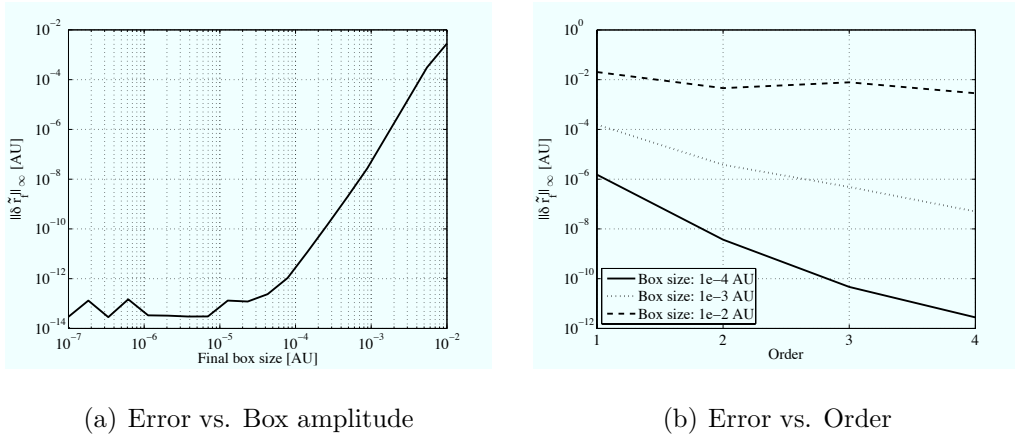 10⁻²
10⁻⁴
10⁻⁶
10⁻⁸
10⁻¹⁰
10⁻¹²
10⁻¹⁴
||δ r̃_f||_∞ [AU]
10⁻⁷ 10⁻⁶ 10⁻⁵ 10⁻⁴ 10⁻³ 10⁻²
Final box size [AU]
(a) Error vs. Box amplitude
10⁰
10⁻²
10⁻⁴
10⁻⁶
10⁻⁸
10⁻¹⁰
10⁻¹²
||δ r̃_f||_∞ [AU]
Box size: 1e−4 AU
Box size: 1e−3 AU
Box size: 1e−2 AU
1 2 3 4
Order
(b) Error vs. Order